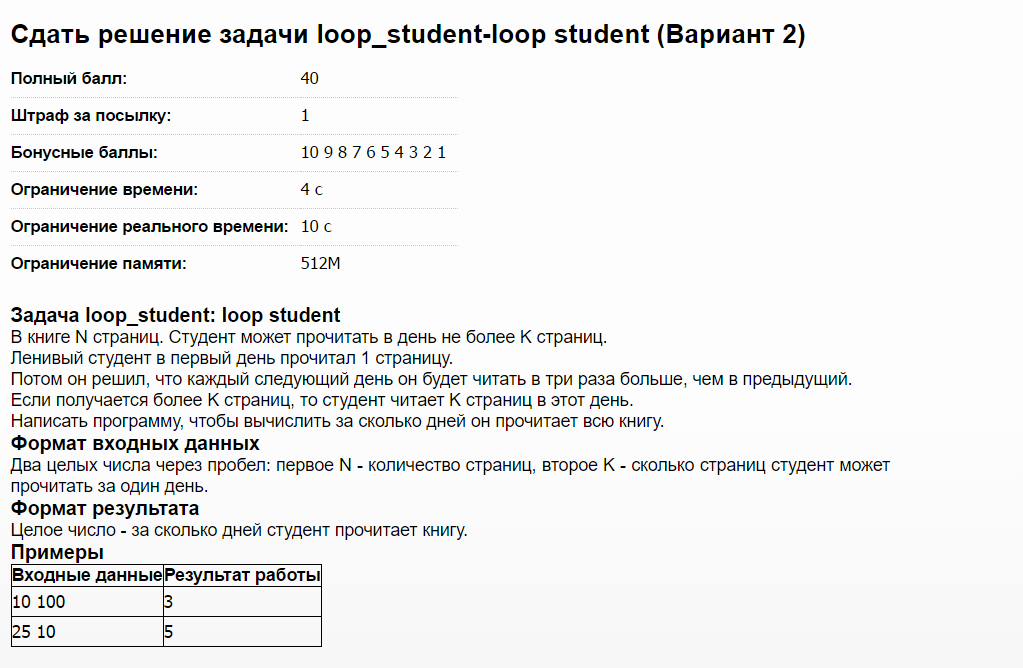 Сдать решение задачи loop_student-loop student (Вариант 2)
Полный балл: 40
Штраф за посылку: 1
Бонусные баллы: 10 9 8 7 6 5 4 3 2 1
Ограничение времени: 4 с
Ограничение реального времени: 10 с
Ограничение памяти: 512M
Задача loop_student: loop student
В книге N страниц. Студент может прочитать в день не более K страниц.
Ленивый студент в первый день прочитал 1 страницу.
Потом он решил, что каждый следующий день он будет читать в три раза больше, чем в предыдущий.
Если получается более K страниц, то студент читает K страниц в этот день.
Написать программу, чтобы вычислить за сколько дней он прочитает всю книгу.
Формат входных данных
Два целых числа через пробел: первое N - количество страниц, второе K - сколько страниц студент может
прочитать за один день.
Формат результата
Целое число - за сколько дней студент прочитает книгу.
Примеры
Входные данные Результат работы
10 100 3
25 10 5